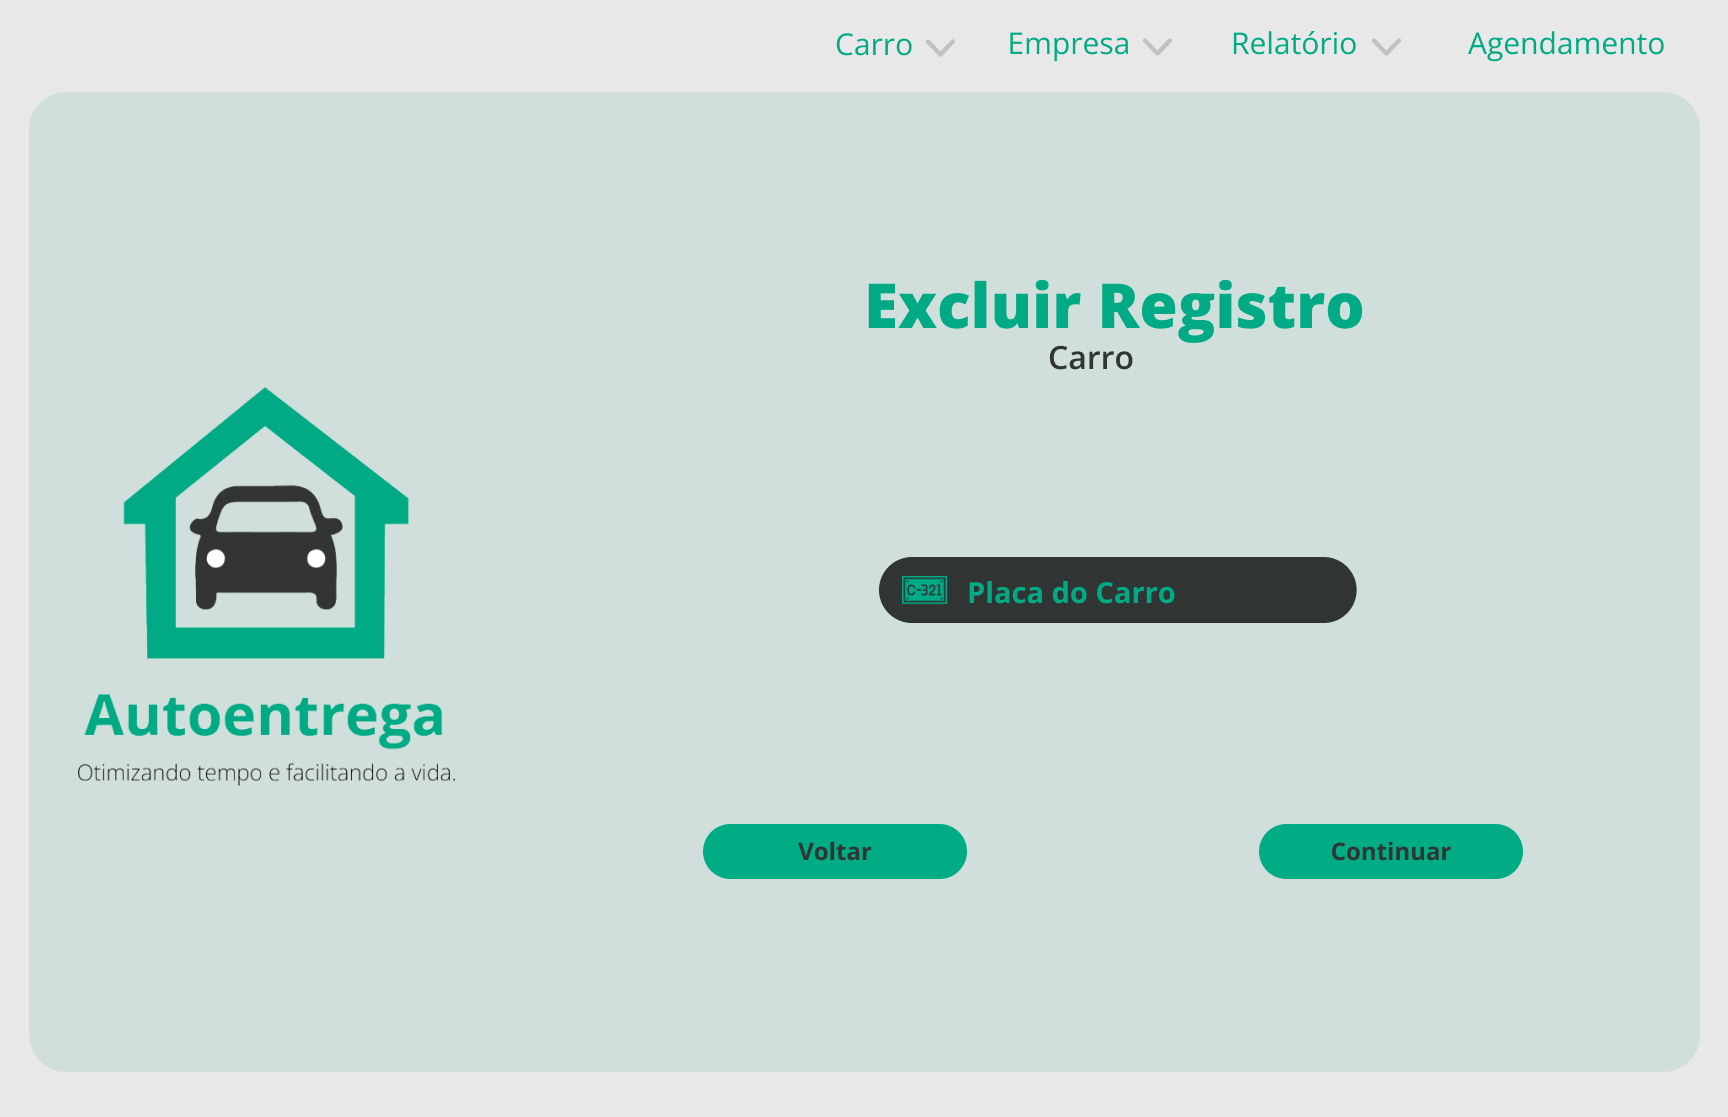 Carro
Empresa
Relatório
Agendamento
Excluir Registro
Carro
C-321
Placa do Carro
Autoentrega
Otimizando tempo e facilitando a vida.
Voltar
Continuar